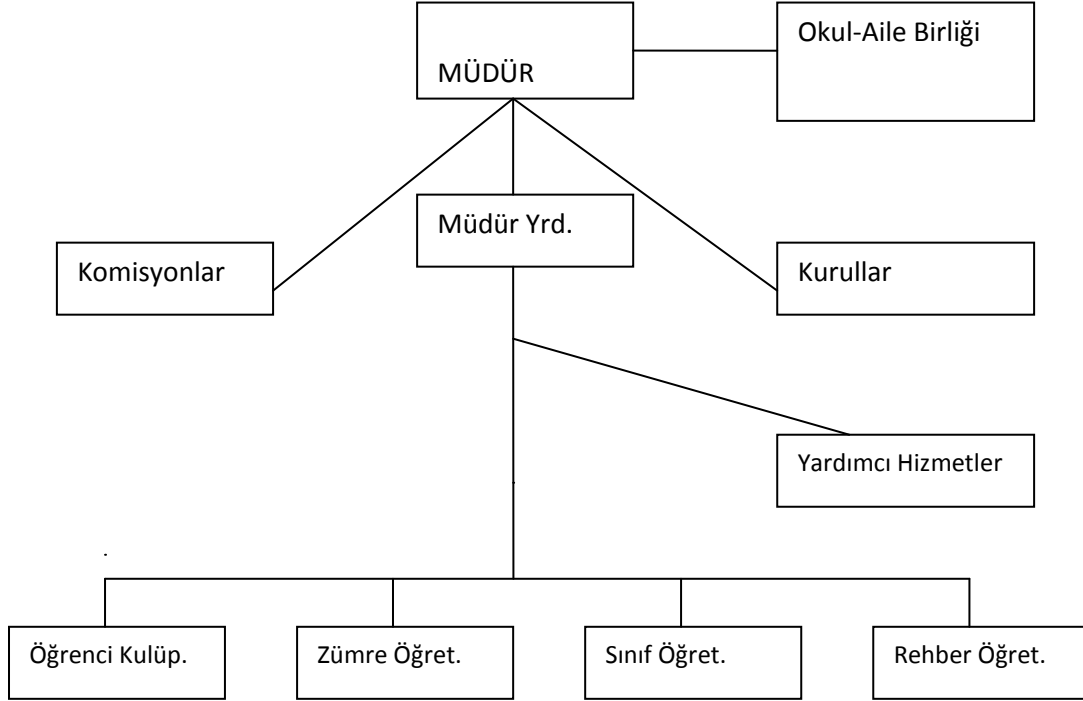 Okul-Aile Birliği
MÜDÜR
Müdür Yrd.
Komisyonlar
Kurullar
Yardımcı Hizmetler
Öğrenci Kulüp.
Zümre Öğret.
Sınıf Öğret.
Rehber Öğret.